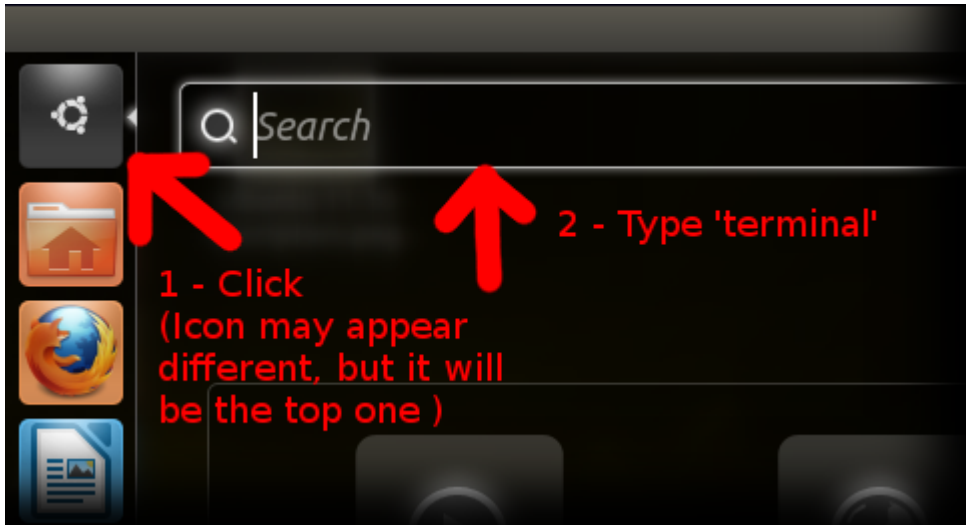 Search
2 - Type 'terminal'
1 - Click
(Icon may appear
different, but it will
be the top one )